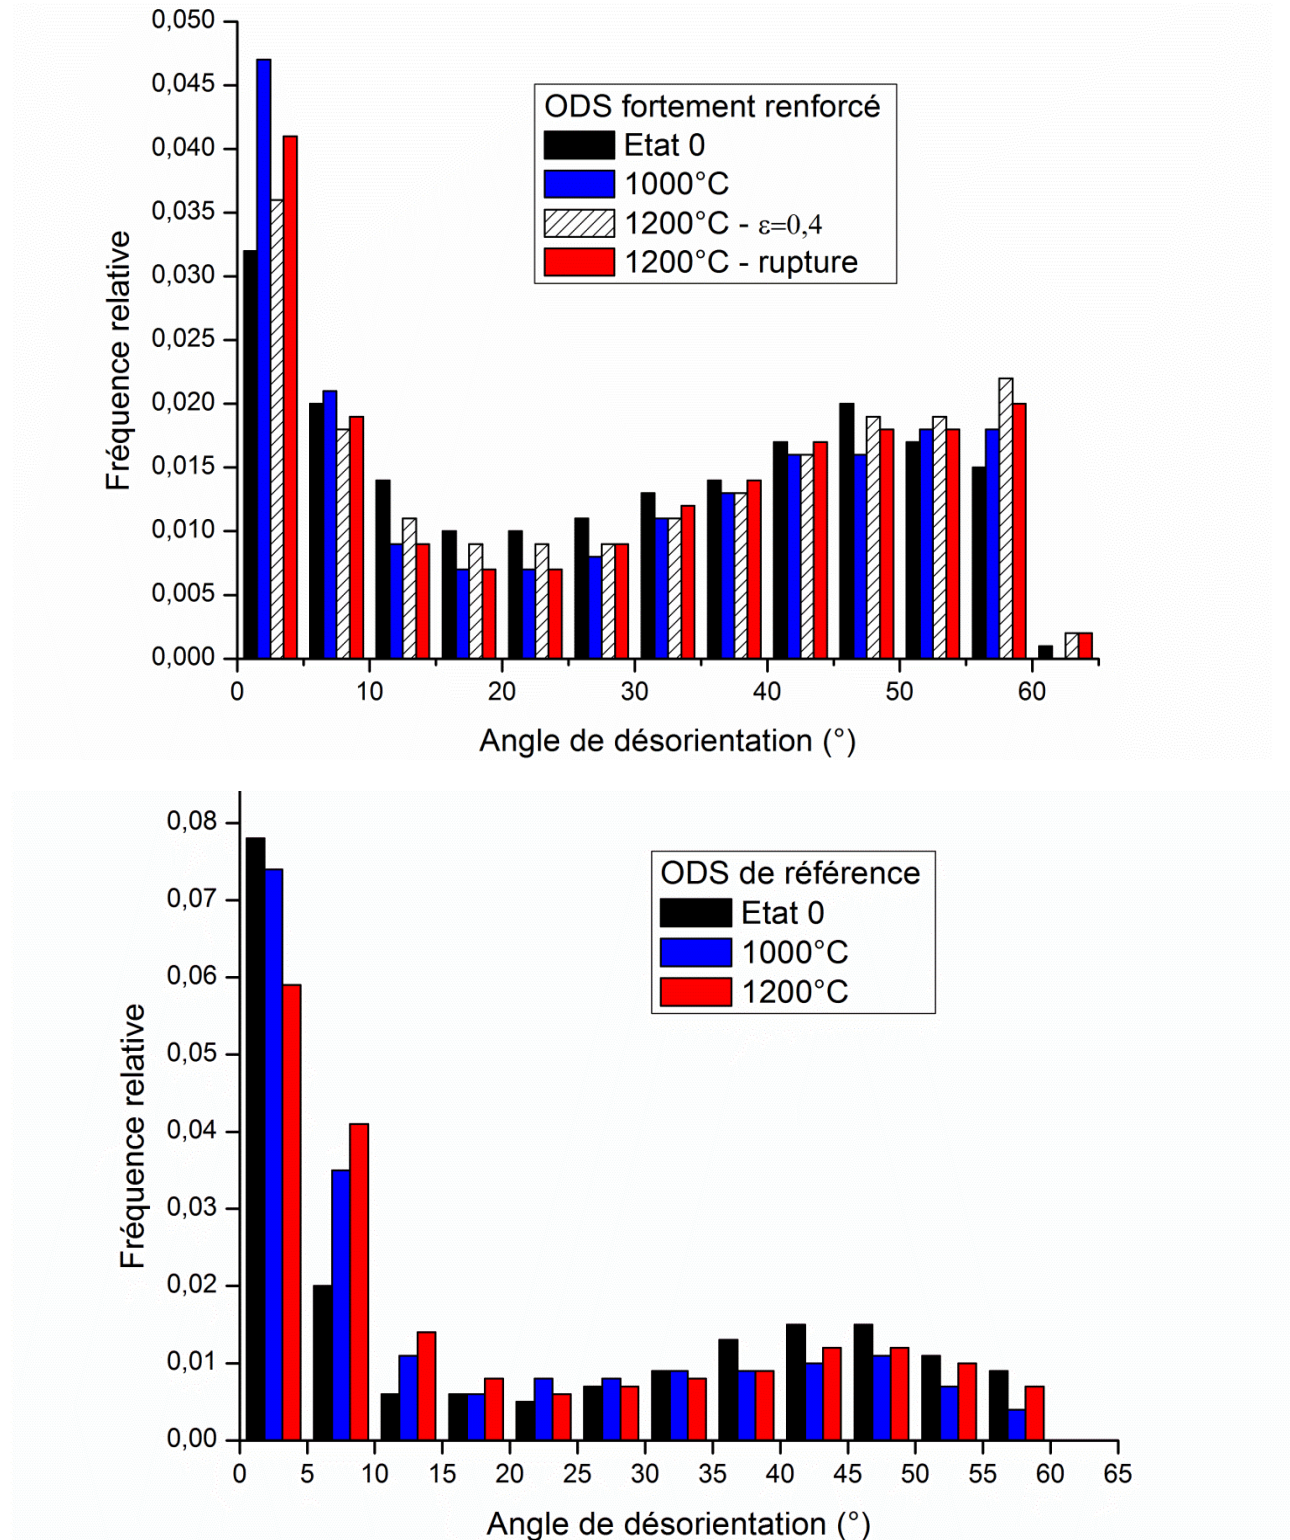 0,050
0,045
0,040
0,035
0,030
0,025
0,020
0,015
0,010
0,005
0,000
Fréquence relative
ODS fortement renforcé
Etat 0
1000°C
1200°C - ε=0,4
1200°C - rupture
0 10 20 30 40 50 60
Angle de désorientation (°)
0,08
0,07
0,06
0,05
0,04
0,03
0,02
0,01
0,00
Fréquence relative
ODS de référence
Etat 0
1000°C
1200°C
0 5 10 15 20 25 30 35 40 45 50 55 60 65
Angle de désorientation (°)